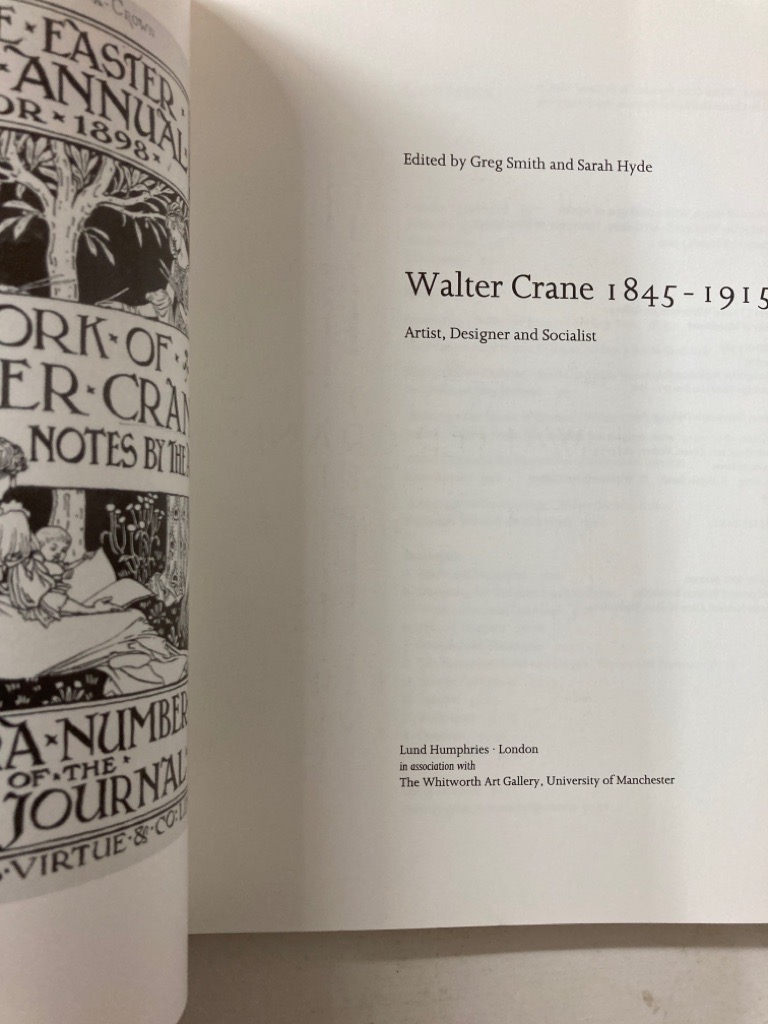 -Crown
E·EASTER·
·ANNUAL·
OR·1898·
ORK·OF·
ER·CRAN
NOTES BY THE
A·NUMBER
OF·THE·
JOURNAL·
·VIRTUE·&·CO:L
Edited by Greg Smith and Sarah Hyde
Walter Crane 1845-1915
Artist, Designer and Socialist
Lund Humphries · London
in association with
The Whitworth Art Gallery, University of Manchester